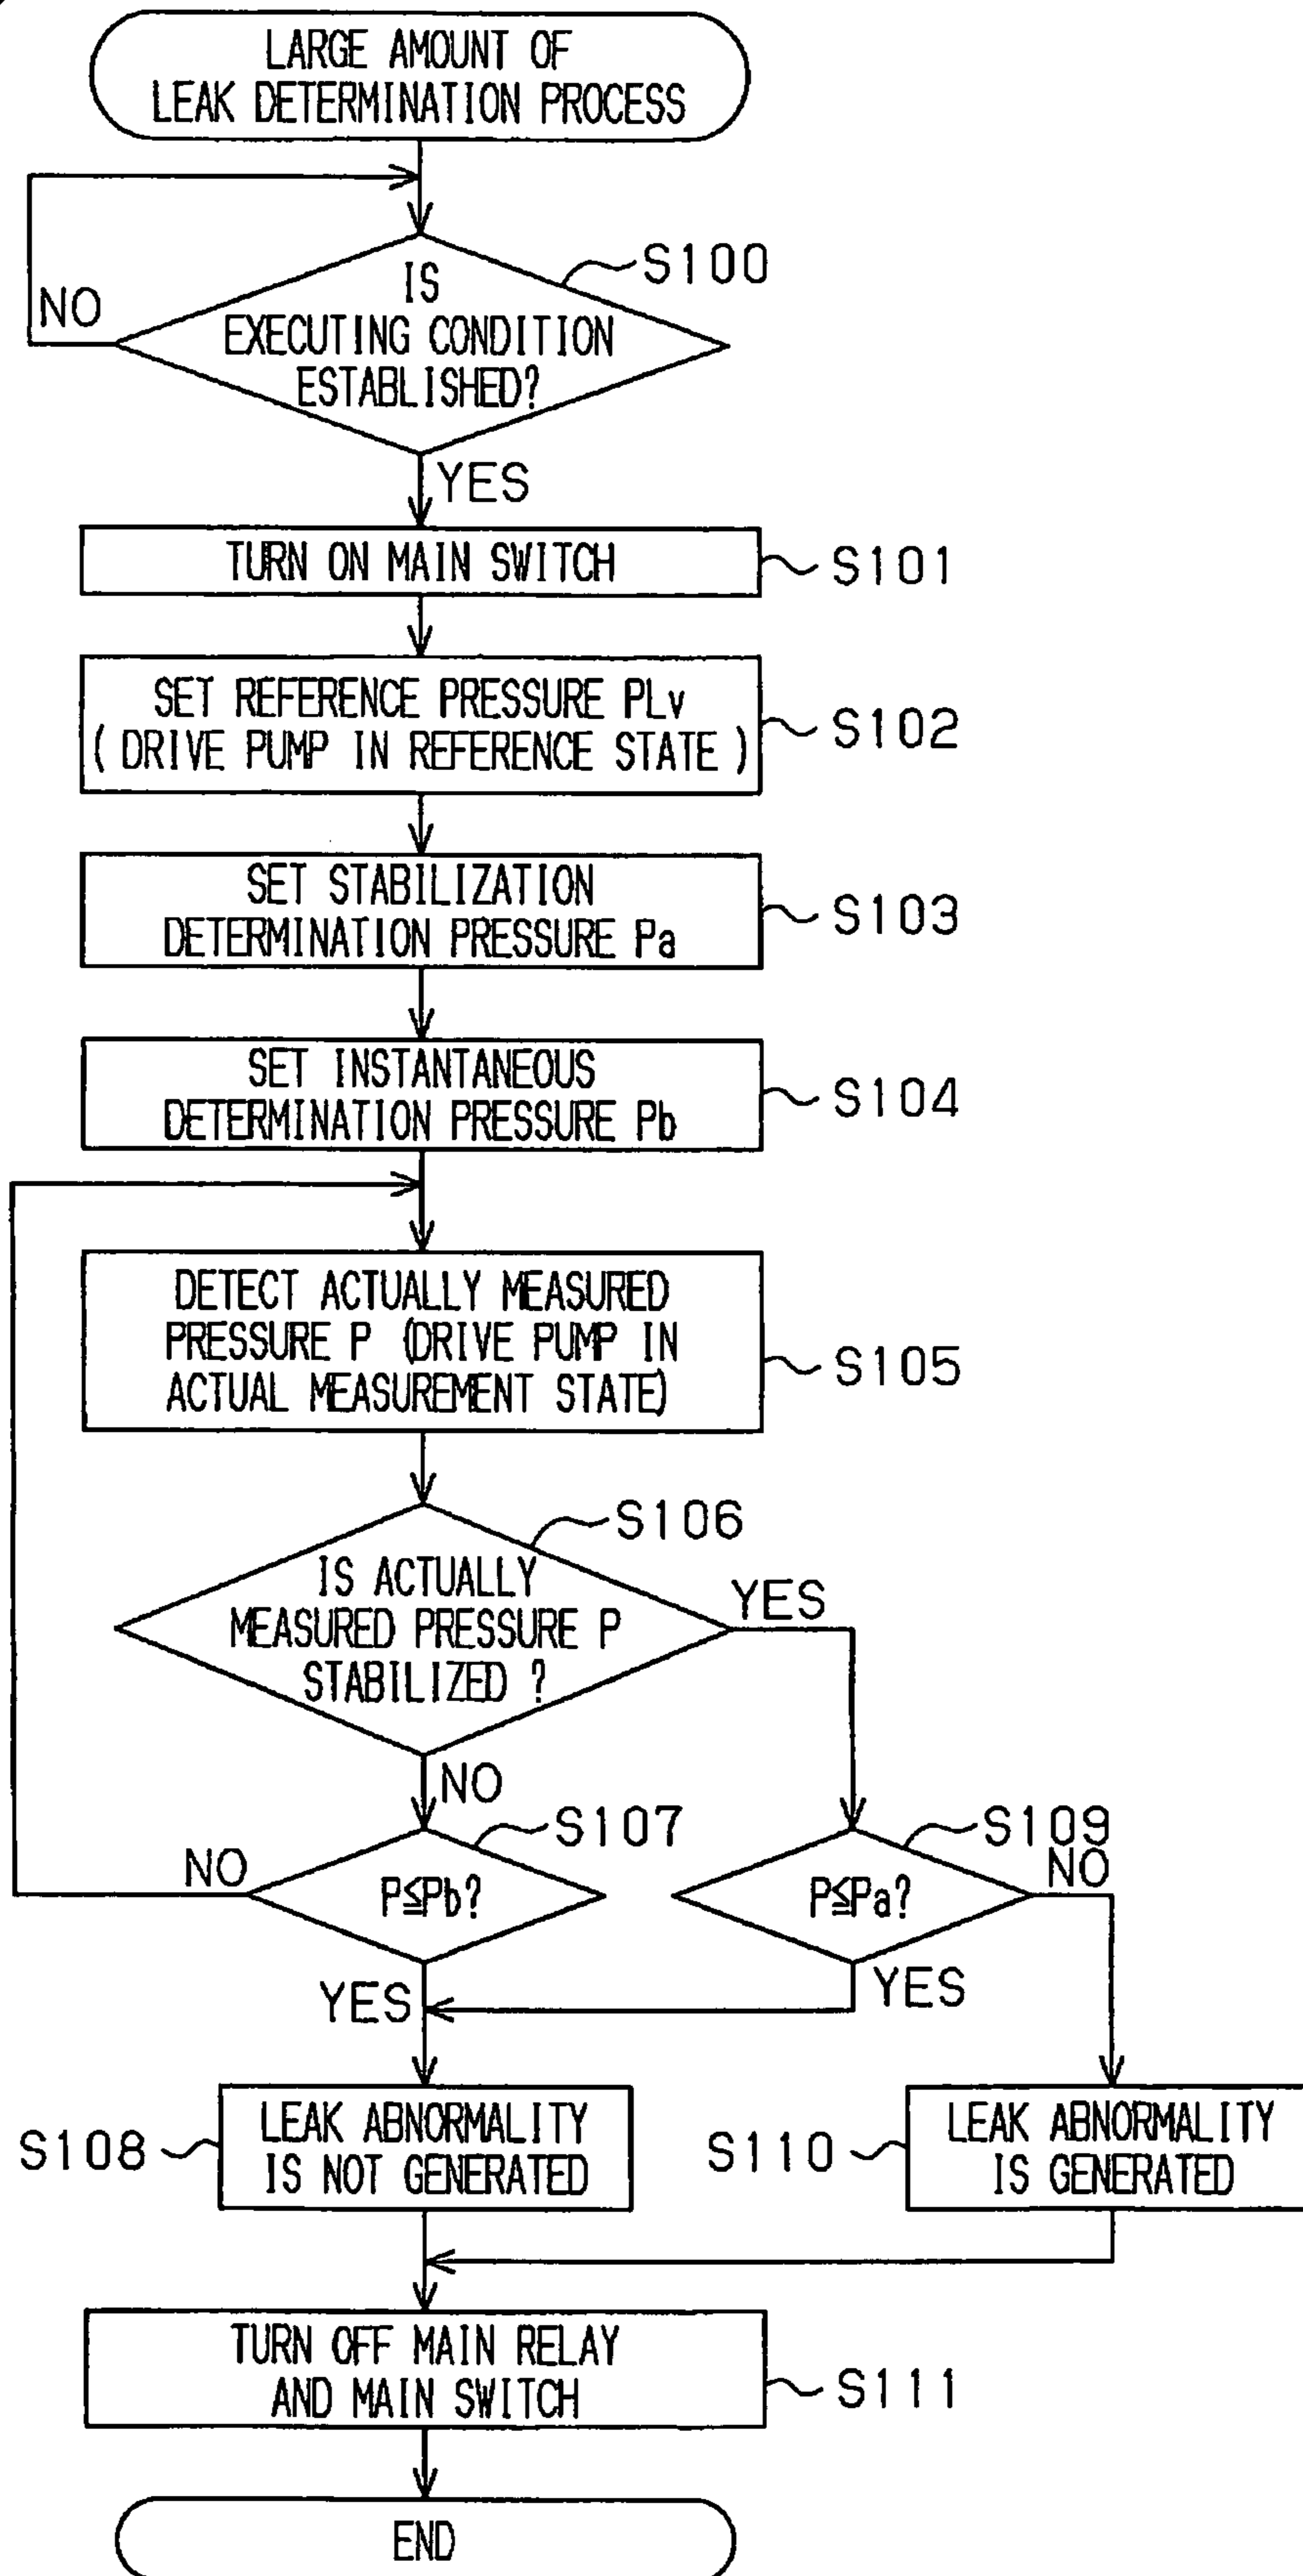 LARGE AMOUNT OF
LEAK DETERMINATION PROCESS
S100
IS
EXECUTING CONDITION
ESTABLISHED?
NO
YES
TURN ON MAIN SWITCH
S101
SET REFERENCE PRESSURE PLv
( DRIVE PUMP IN REFERENCE STATE )
S102
SET STABILIZATION
DETERMINATION PRESSURE Pa
S103
SET INSTANTANEOUS
DETERMINATION PRESSURE Pb
S104
DETECT ACTUALLY MEASURED
PRESSURE P (DRIVE PUMP IN
ACTUAL MEASUREMENT STATE)
S105
S106
IS ACTUALLY
MEASURED PRESSURE P
STABILIZED ?
YES
NO
S107
P≦Pb?
NO
YES
S109
P≦Pa?
NO
YES
S108
LEAK ABNORMALITY
IS NOT GENERATED
S110
LEAK ABNORMALITY
IS GENERATED
TURN OFF MAIN RELAY
AND MAIN SWITCH
S111
END